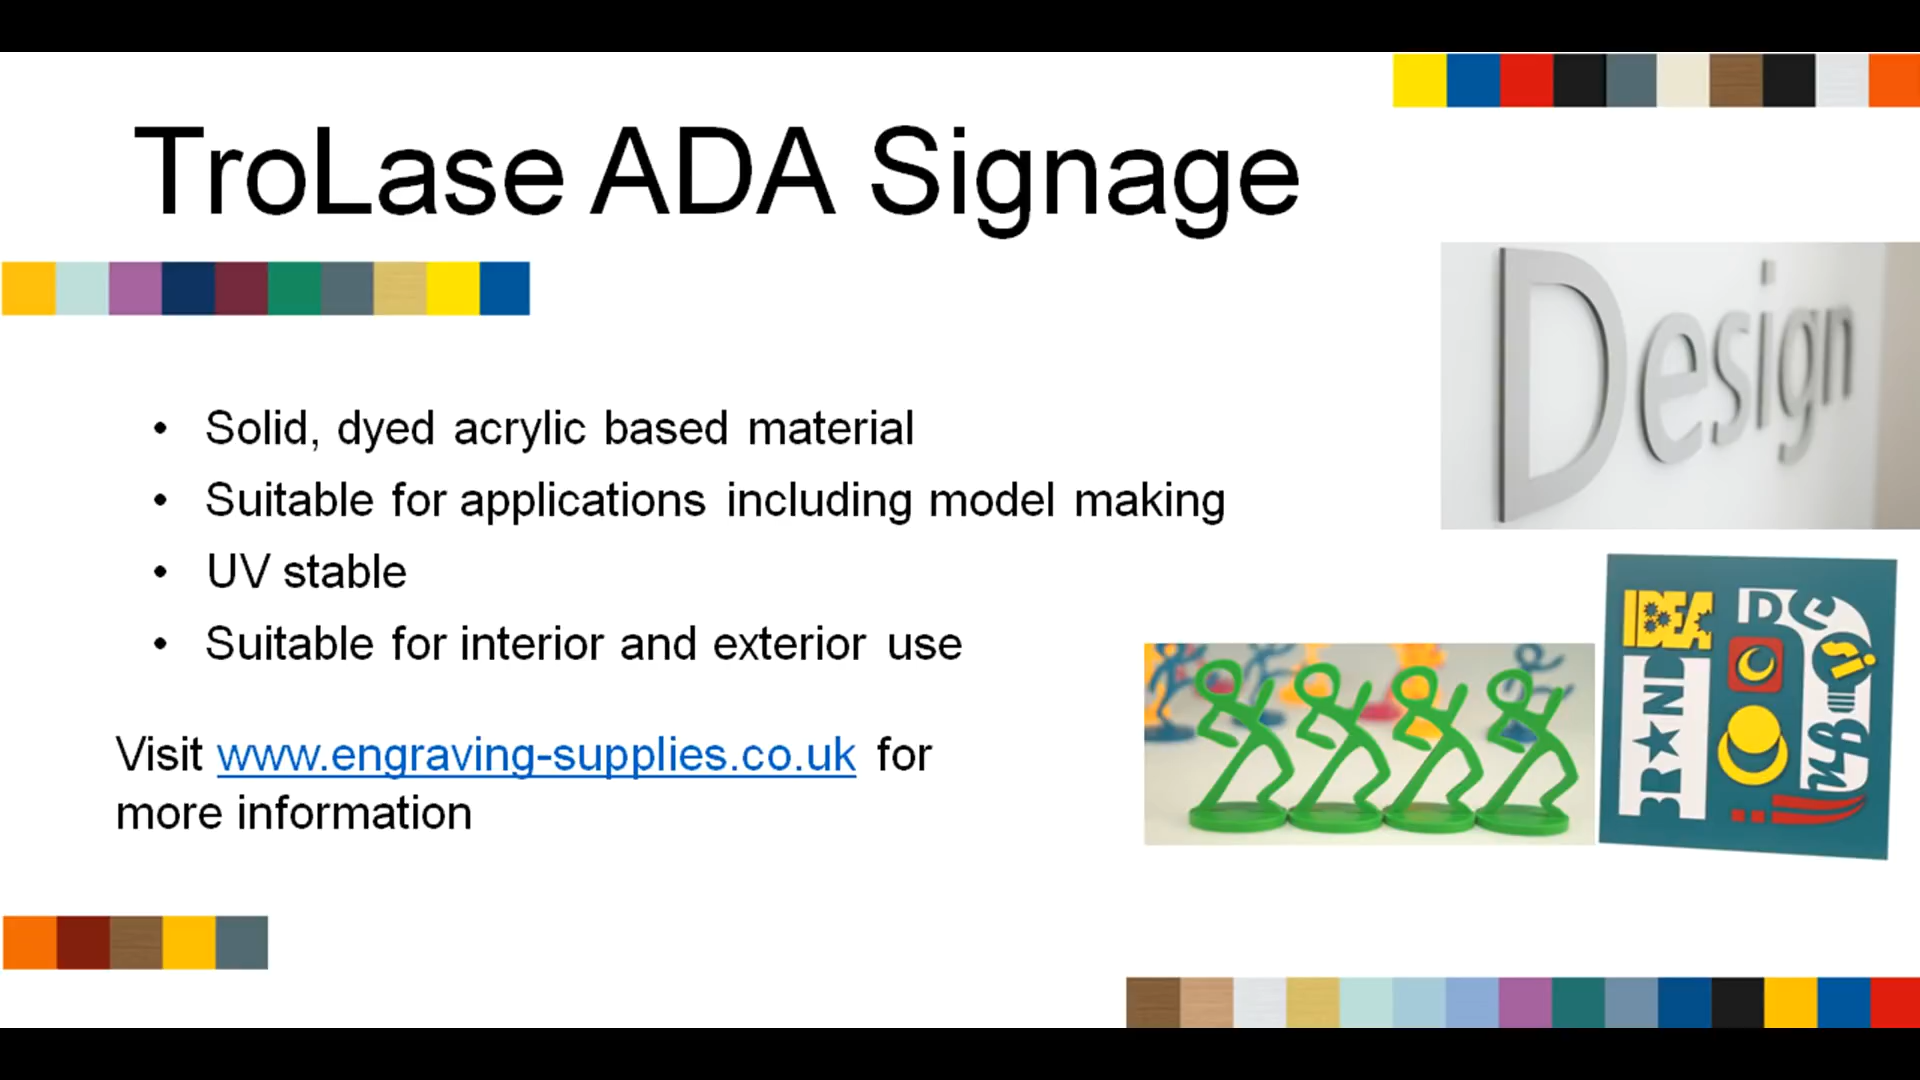 TroLase ADA Signage
Design
• Solid, dyed acrylic based material
• Suitable for applications including model making
• UV stable
• Suitable for interior and exterior use
Visit www.engraving-supplies.co.uk for
more information
IDEA
BRAND